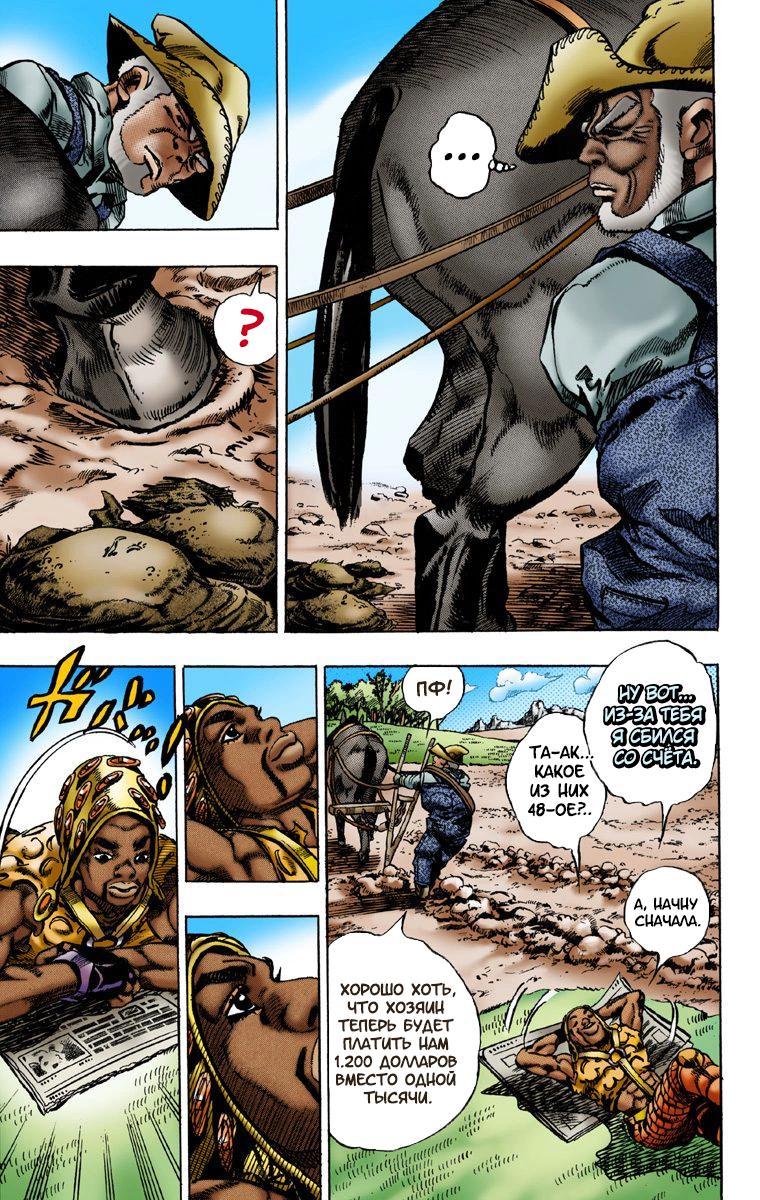 ...
?
НУ ВОТ...
ИЗ-ЗА ТЕБЯ
Я СБИЛСЯ
СО СЧЁТА.
ТА-АК...
КАКОЕ
ИЗ НИХ
48-ОЕ?..
А, НАЧНУ
СНАЧАЛА.
ПФ!
ХОРОШО ХОТЬ,
ЧТО ХОЗЯИН
ТЕПЕРЬ БУДЕТ
ПЛАТИТЬ НАМ
1.200 ДОЛЛАРОВ
ВМЕСТО ОДНОЙ
ТЫСЯЧИ.